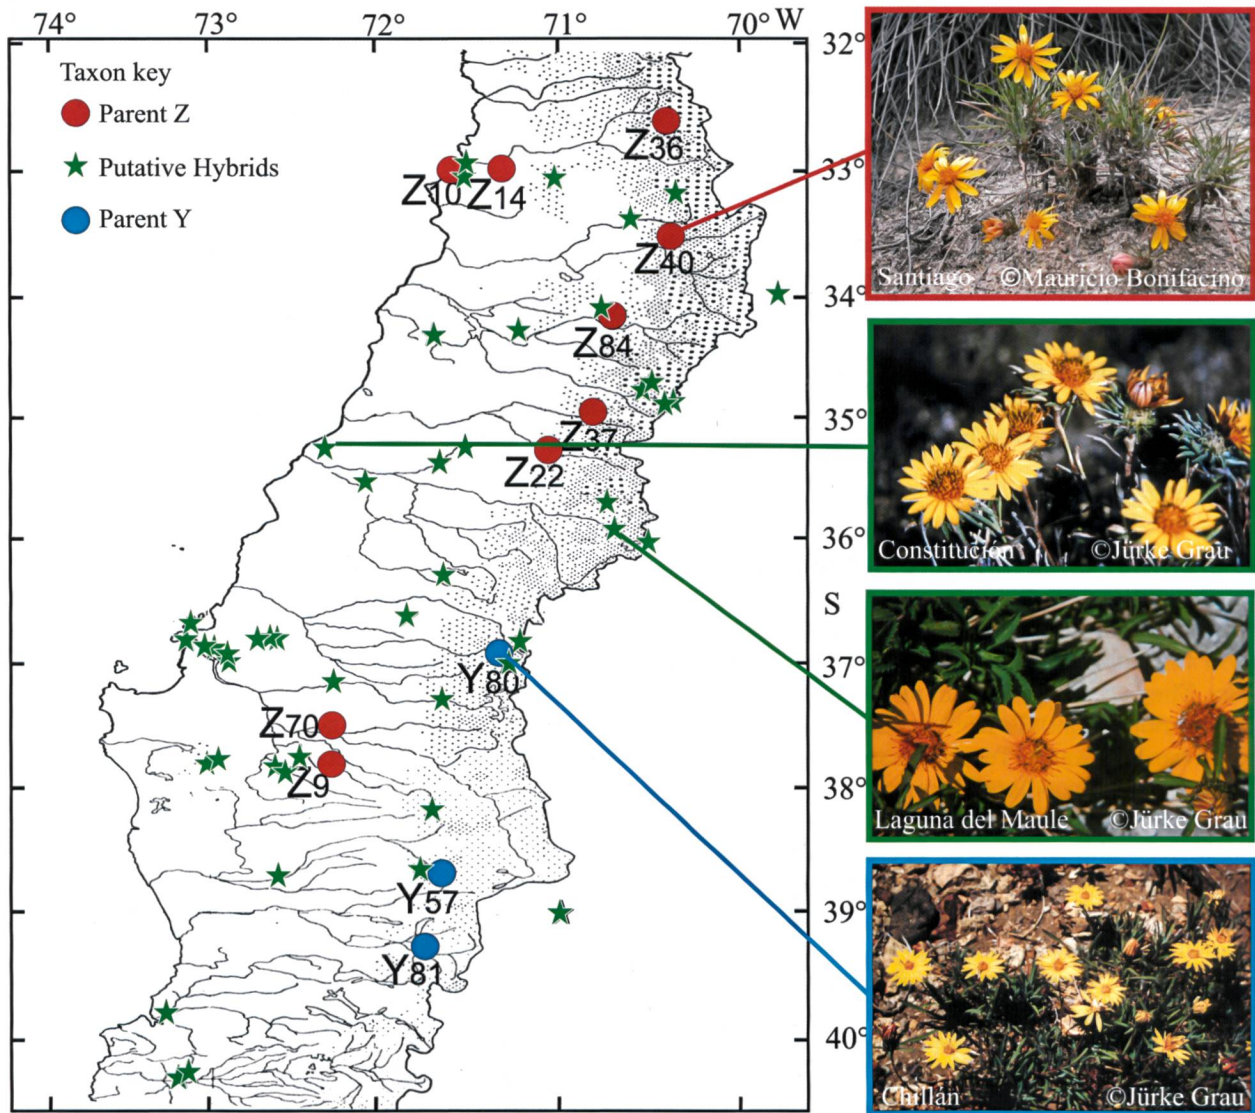 74° 73° 72° 71° 70° W
Taxon key
Parent Z
Putative Hybrids
Parent Y
32°
33°
34°
35°
36°
S
37°
38°
39°
40°
Z36
Z10 Z14
Z40
Z84
Z37
Z22
Y80
Z70
Z9
Y57
Y81
Santiago ©Mauricio Bonifacino
Constitución ©Jürke Grau
Laguna del Maule ©Jürke Grau
Chillán ©Jürke Grau